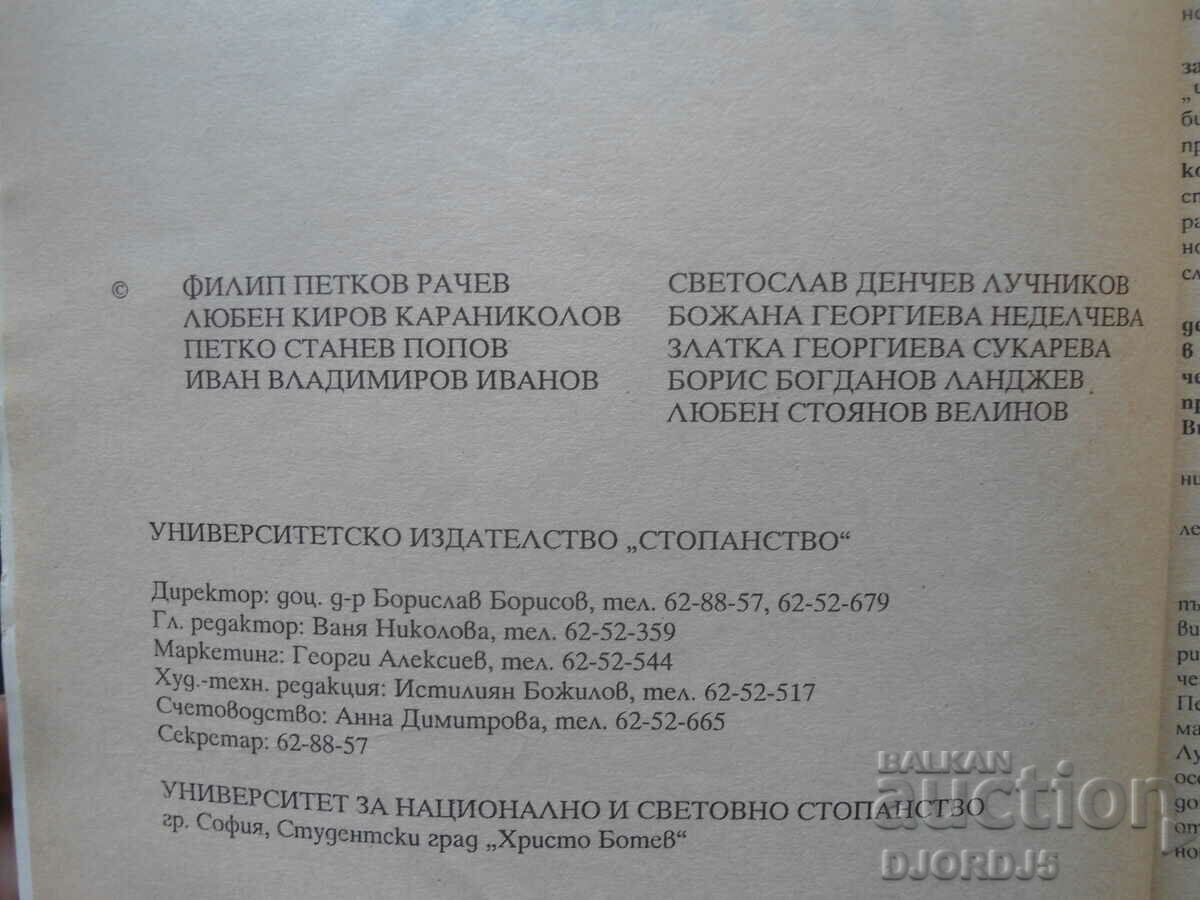 © ФИЛИП ПЕТКОВ РАЧЕВ
ЛЮБЕН КИРОВ КАРАНИКОЛОВ
ПЕТКО СТАНЕВ ПОПОВ
ИВАН ВЛАДИМИРОВ ИВАНОВ
СВЕТОСЛАВ ДЕНЧЕВ ЛУЧНИКОВ
БОЖАНА ГЕОРГИЕВА НЕДЕЛЧЕВА
ЗЛАТКА ГЕОРГИЕВА СУКАРЕВА
БОРИС БОГДАНОВ ЛАНДЖЕВ
ЛЮБЕН СТОЯНОВ ВЕЛИНОВ
УНИВЕРСИТЕТСКО ИЗДАТЕЛСТВО „СТОПАНСТВО“
Директор: доц. д-р Борислав Борисов, тел. 62-88-57, 62-52-679
Гл. редактор: Ваня Николова, тел. 62-52-359
Маркетинг: Георги Алексиев, тел. 62-52-544
Худ.-техн. редакция: Истилиян Божилов, тел. 62-52-517
Счетоводство: Анна Димитрова, тел. 62-52-665
Секретар: 62-88-57
УНИВЕРСИТЕТ ЗА НАЦИОНАЛНО И СВЕТОВНО СТОПАНСТВО
гр. София, Студентски град „Христо Ботев“
BALKAN
auction
DJORDJ5